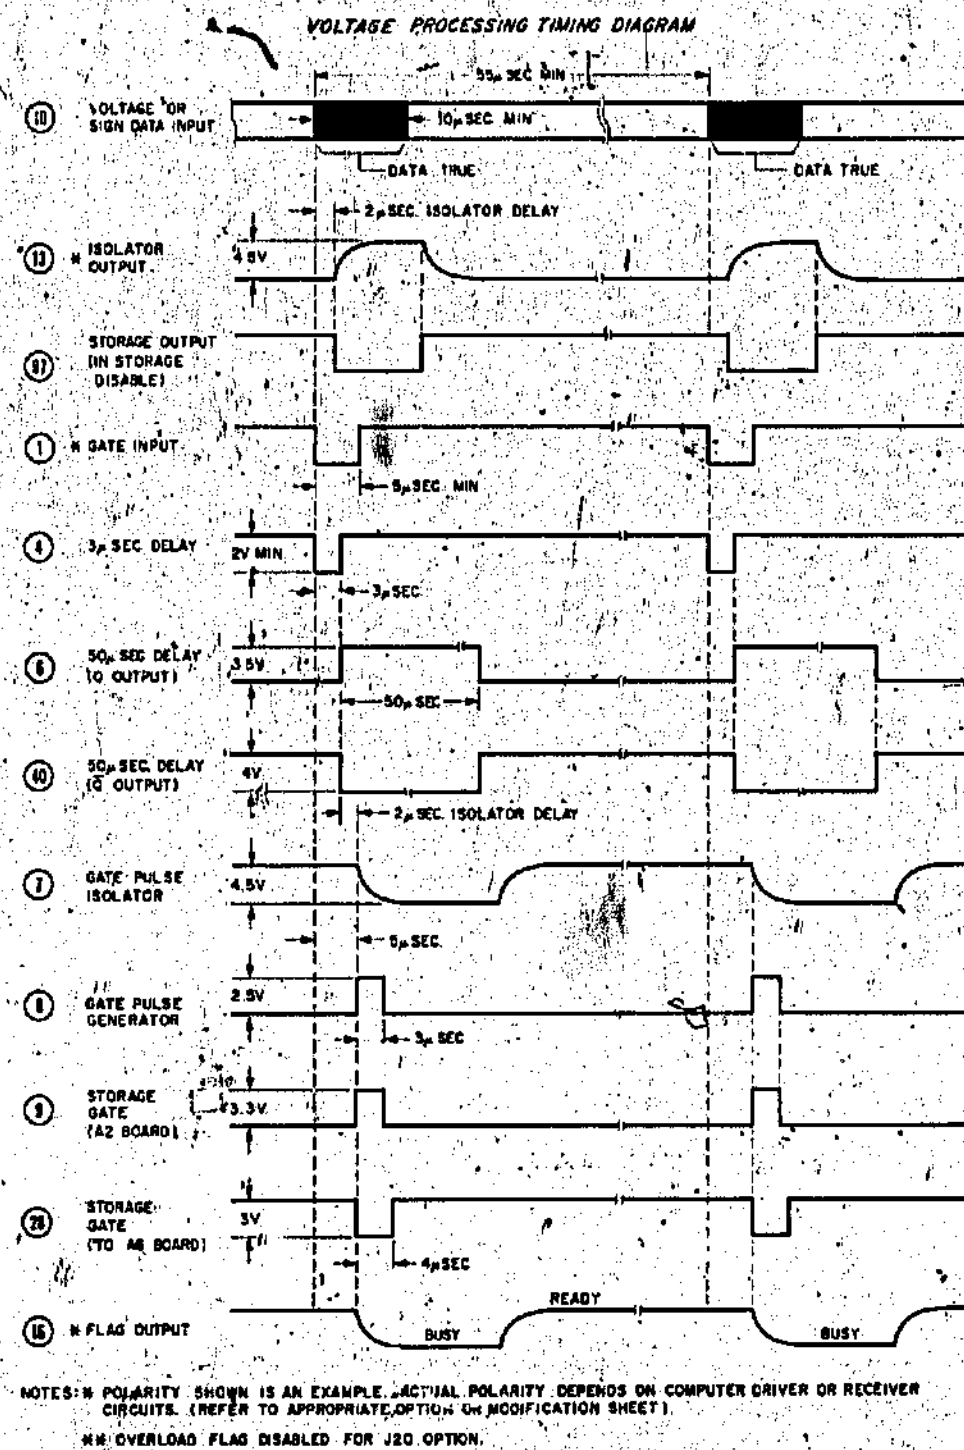 VOLTAGE PROCESSING TIMING DIAGRAM
55µ SEC MIN
10
VOLTAGE OR
SIGN DATA INPUT
10µ SEC. MIN
DATA TRUE
DATA TRUE
2µ SEC. ISOLATOR DELAY
13
* ISOLATOR
OUTPUT
4.5V
STORAGE OUTPUT
(IN STORAGE
DISABLE)
1
* GATE INPUT
5µ SEC. MIN
4
3µ SEC DELAY
2V MIN
3µ SEC
6
50µ SEC DELAY
(Q OUTPUT)
3.5V
50µ SEC
40
50µ SEC. DELAY
(Q̅ OUTPUT)
4V
2µ SEC. ISOLATOR DELAY
7
GATE PULSE
ISOLATOR
4.5V
5µ SEC.
8
GATE PULSE
GENERATOR
2.5V
3µ SEC
9
STORAGE
GATE
(A2 BOARD)
3.3V
STORAGE
GATE
(TO A6 BOARD)
3V
4µ SEC
READY
* FLAG OUTPUT
BUSY
BUSY
NOTES: * POLARITY SHOWN IS AN EXAMPLE. ACTUAL POLARITY DEPENDS ON COMPUTER DRIVER OR RECEIVER
CIRCUITS. (REFER TO APPROPRIATE OPTION OR MODIFICATION SHEET).
** OVERLOAD FLAG DISABLED FOR J20 OPTION.